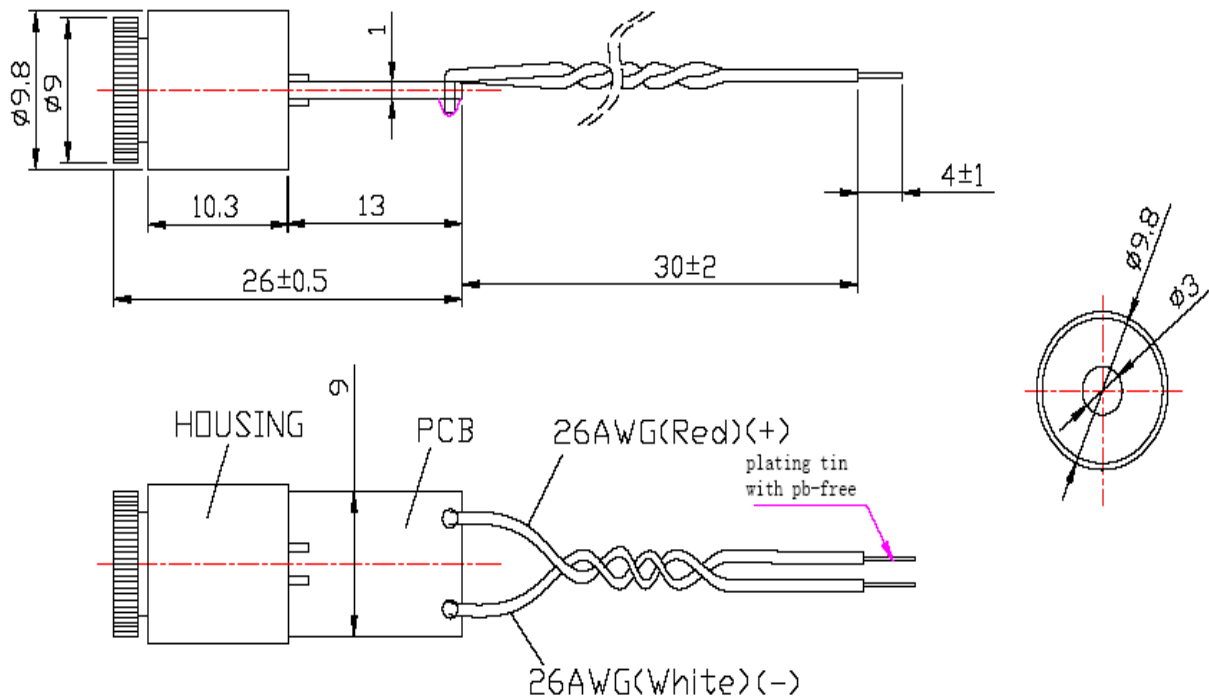 1
ø9.8
ø9
4±1
10.3
13
26±0.5
30±2
ø9.8
ø3
9
HOUSING
PCB
26AWG(Red)(+)
plating tin
with pb-free
26AWG(White)(-)